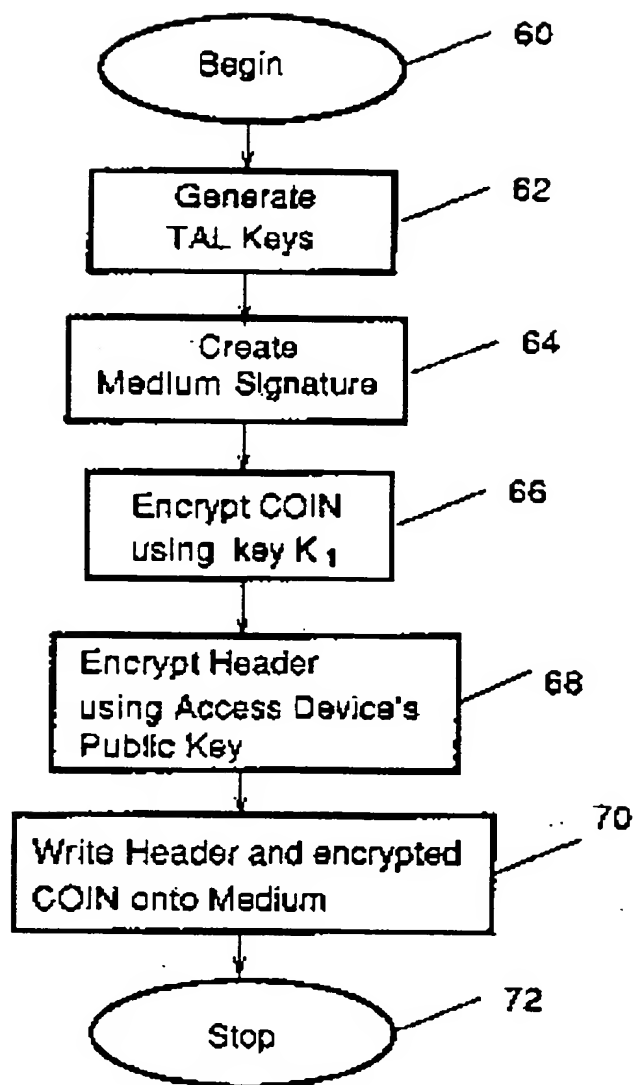 60
Begin
62
Generate
TAL Keys
64
Create
Medium Signature
66
Encrypt COIN
using key K1
68
Encrypt Header
using Access Device's
Public Key
70
Write Header and encrypted
COIN onto Medium
72
Stop